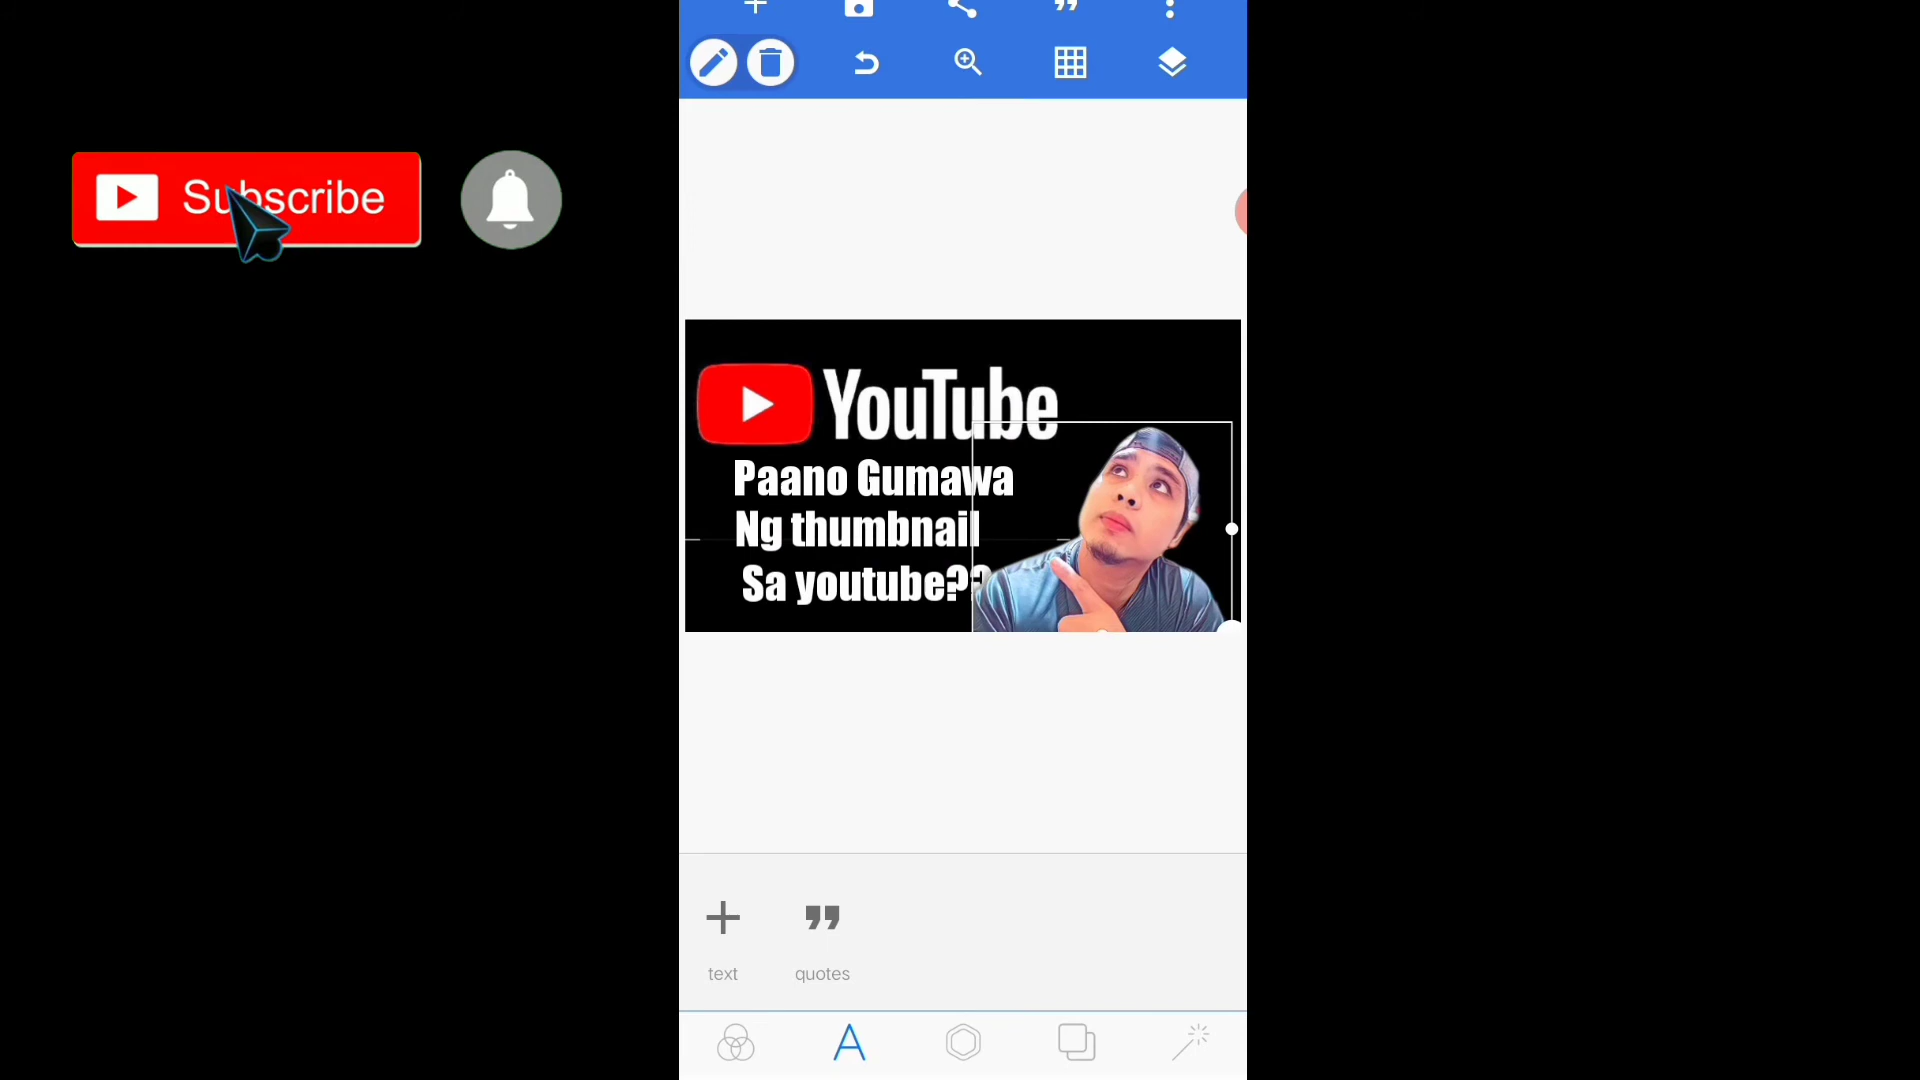 Subscribe
YouTube
Paano Gumawa
Ng thumbnail
Sa youtube??
text
quotes